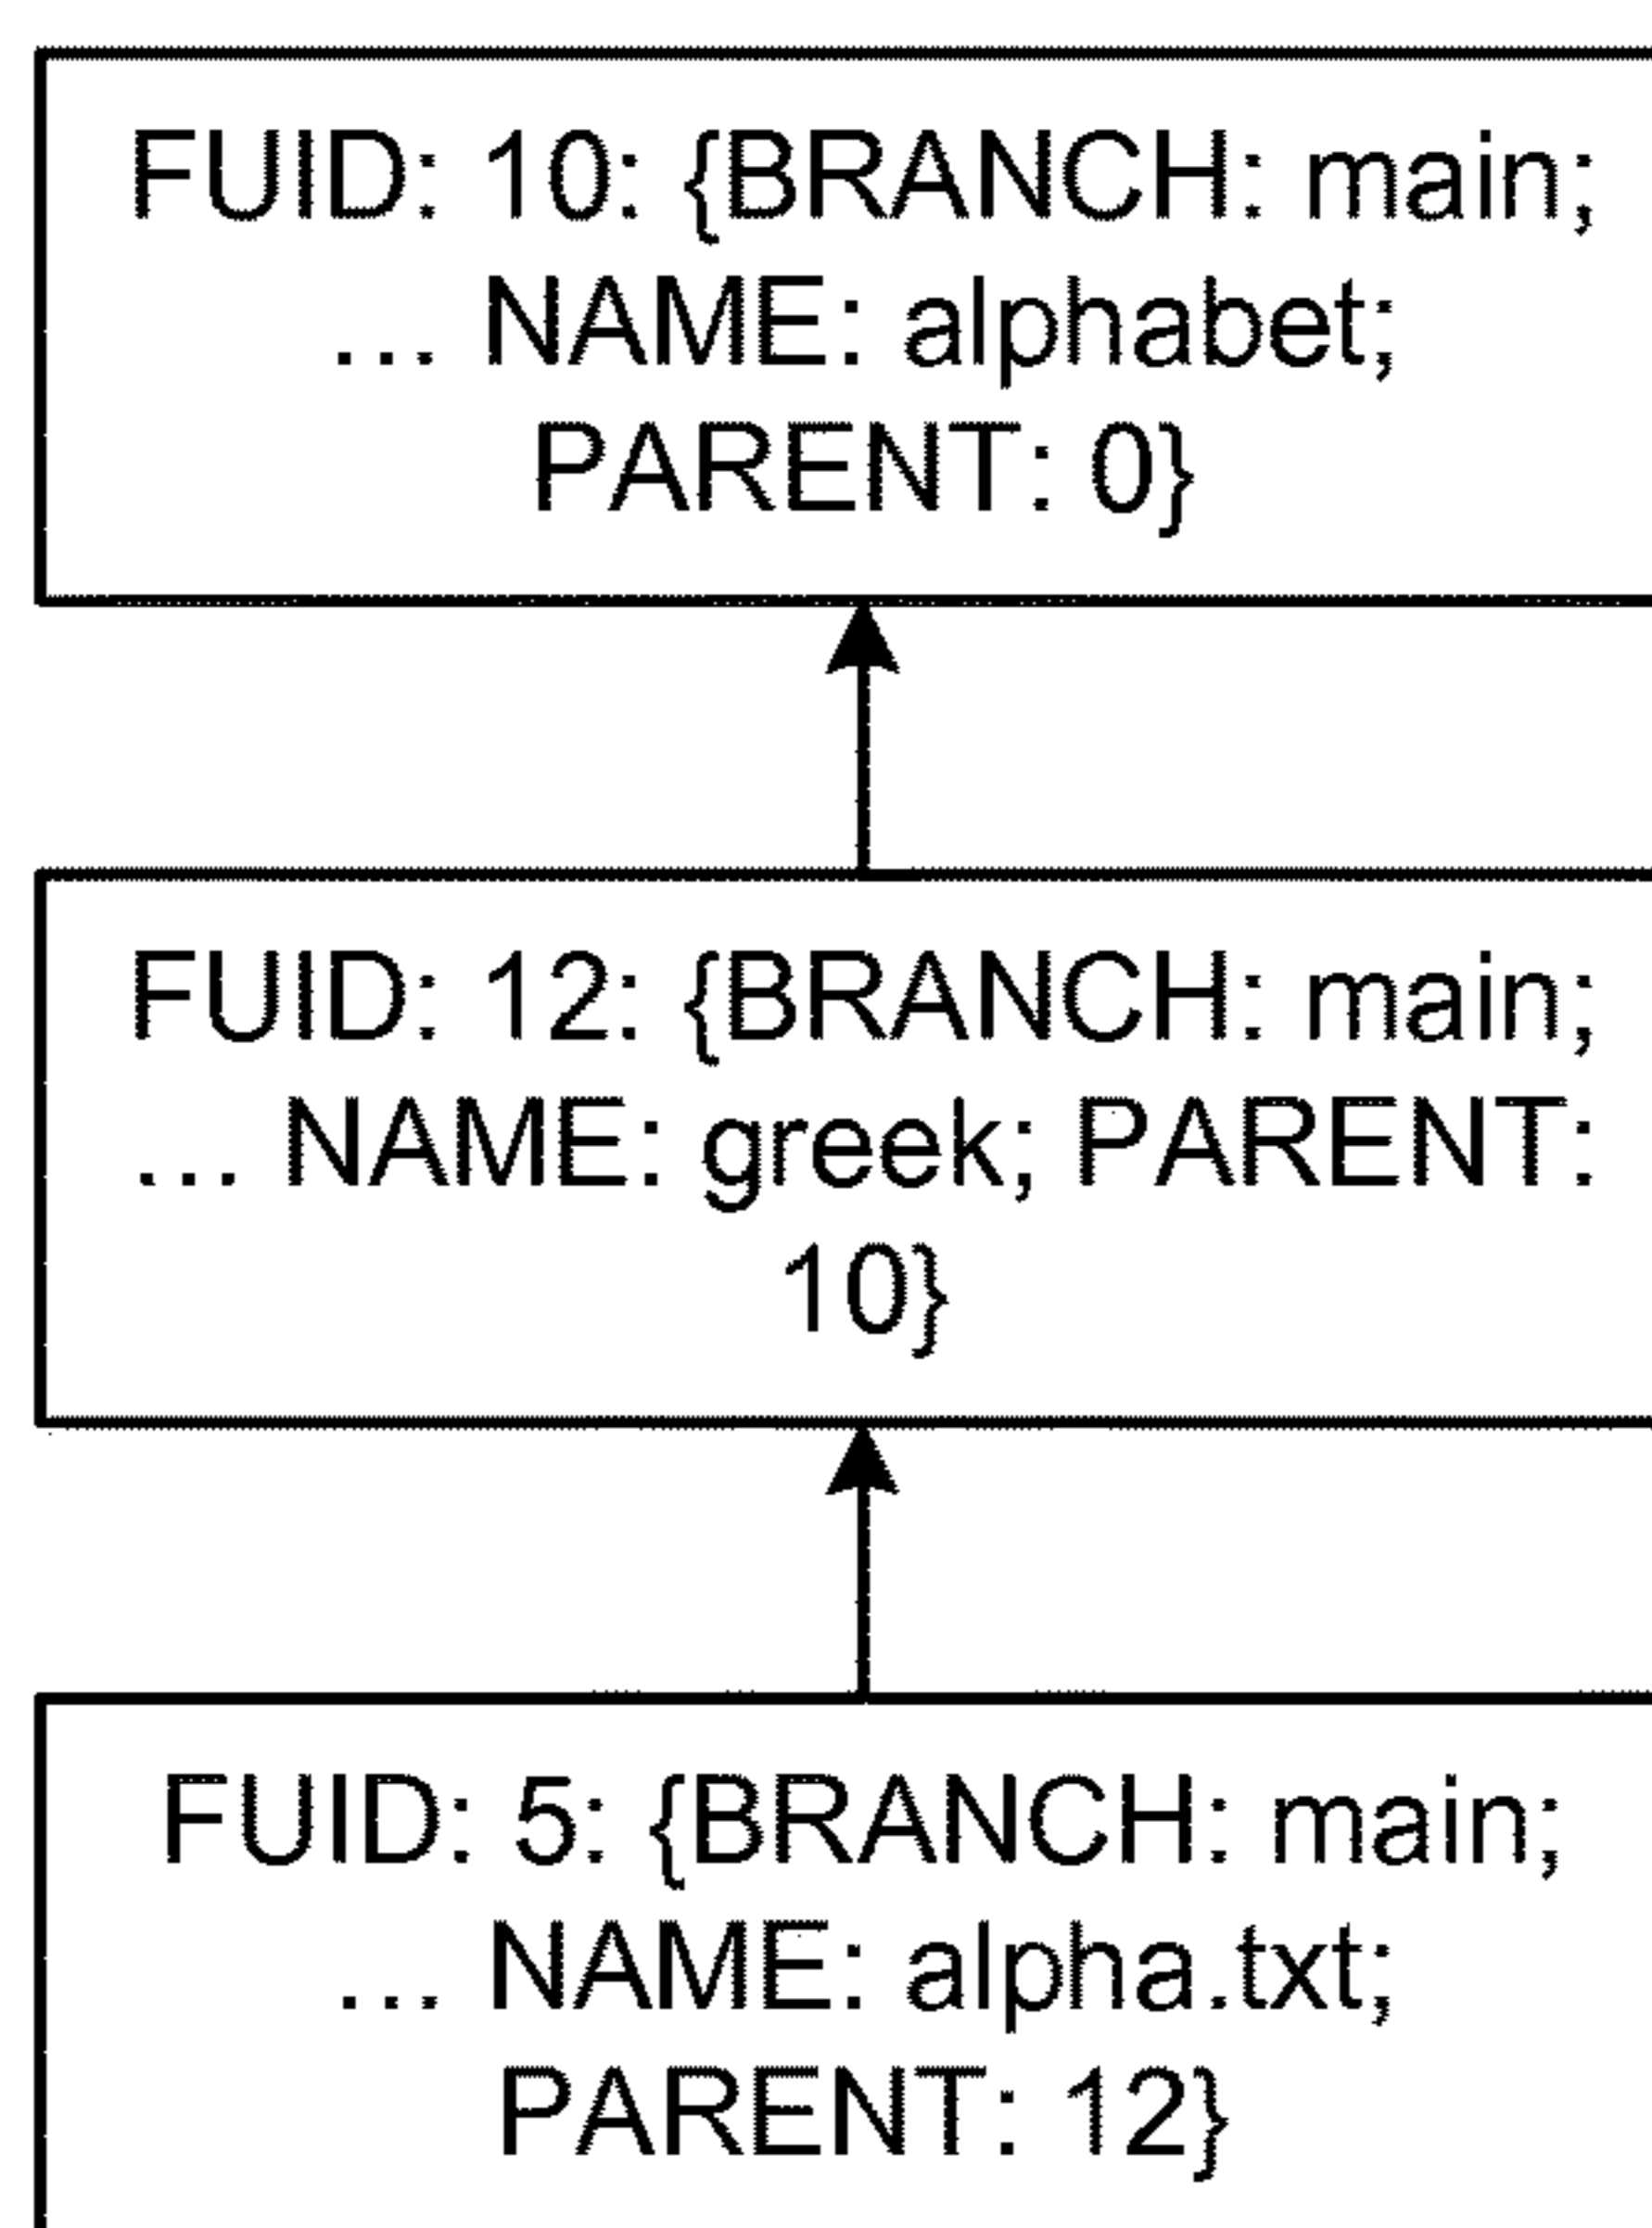 FUID: 10: {BRANCH: main;
... NAME: alphabet;
PARENT: 0}
FUID: 12: {BRANCH: main;
... NAME: greek; PARENT:
10}
FUID: 5: {BRANCH: main;
... NAME: alpha.txt;
PARENT: 12}